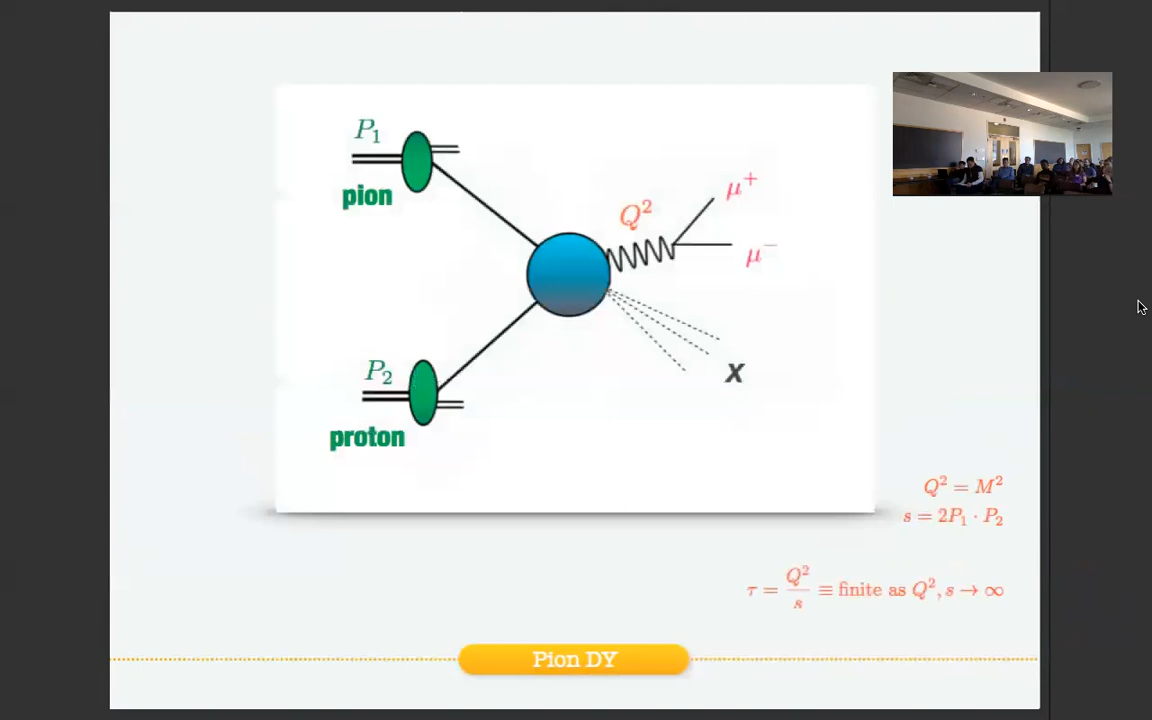 P₁
pion
Q²
μ⁺
μ⁻
P₂
proton
X
Q² = M²
s = 2P₁ · P₂
τ = Q²/s ≡ finite as Q², s → ∞
Pion DY